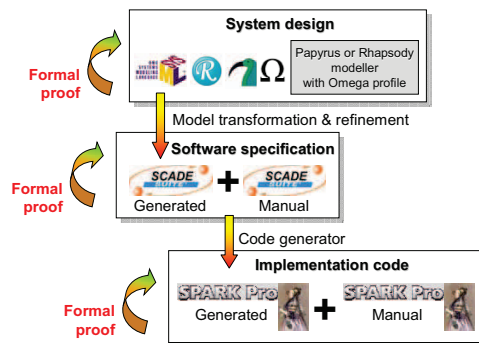 System design
Formal
proof
ML
R
Ω
Papyrus or Rhapsody
modeller
with Omega profile
Model transformation & refinement
Software specification
Formal
proof
SCADE
SUITE
+
SCADE
SUITE
Generated
Manual
Code generator
Implementation code
Formal
proof
SPARK Pro
+
SPARK Pro
Generated
Manual